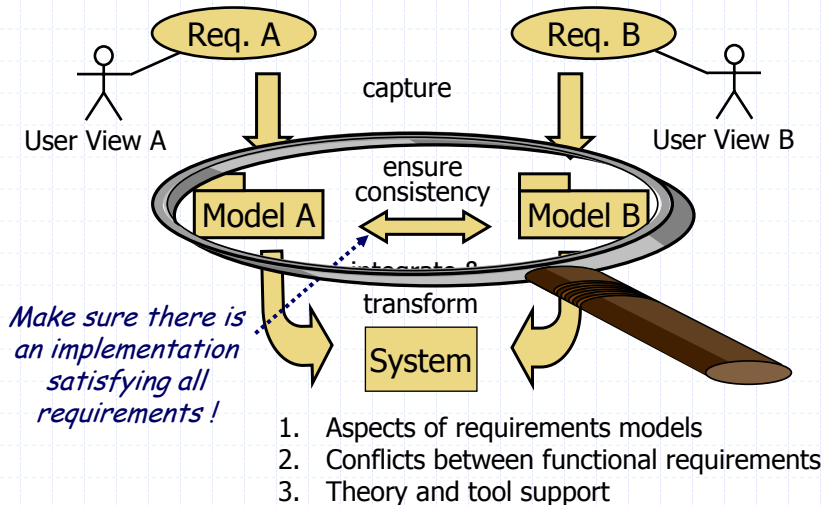 Req. A
Req. B
capture
User View A
User View B
ensure
consistency
Model A
Model B
transform
Make sure there is
an implementation
satisfying all
requirements !
System
1. Aspects of requirements models
2. Conflicts between functional requirements
3. Theory and tool support